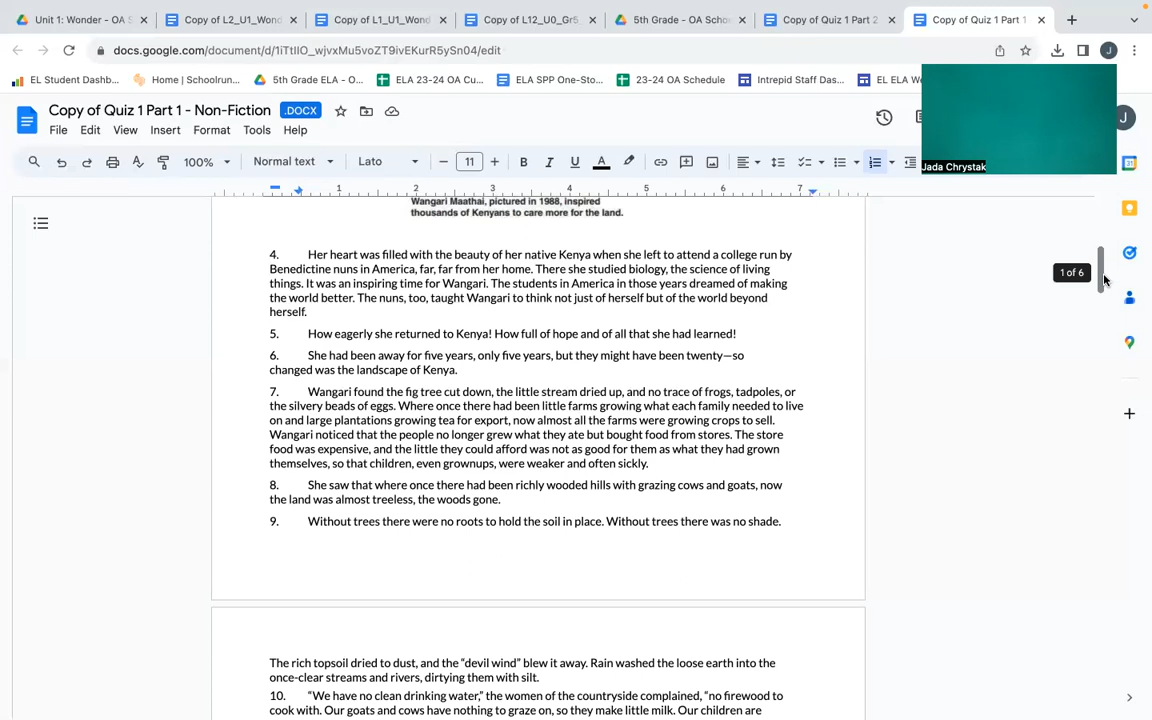 Unit 1: Wonder - OA S
Copy of L2_U1_Wond
Copy of L1_U1_Wond
Copy of L12_U0_Gr5_
5th Grade - OA Schoo
Copy of Quiz 1 Part 2
Copy of Quiz 1 Part 1
docs.google.com/document/d/1iTtIIO_wjvxMu5voZT9ivEKurR5ySn04/edit
J
EL Student Dashb...
Home | Schoolrun...
5th Grade ELA - O...
ELA 23-24 OA Cu...
ELA SPP One-Sto...
23-24 OA Schedule
Intrepid Staff Das...
EL ELA We
Copy of Quiz 1 Part 1 - Non-Fiction
.DOCX
J
File Edit View Insert Format Tools Help
100% Normal text Lato 11 B I U A
Jada Chrystak
31
1 2 3 4 5 6 7
Wangari Maathai, pictured in 1988, inspired
thousands of Kenyans to care more for the land.
4. Her heart was filled with the beauty of her native Kenya when she left to attend a college run by
Benedictine nuns in America, far, far from her home. There she studied biology, the science of living
things. It was an inspiring time for Wangari. The students in America in those years dreamed of making
the world better. The nuns, too, taught Wangari to think not just of herself but of the world beyond
herself.
1 of 6
5. How eagerly she returned to Kenya! How full of hope and of all that she had learned!
6. She had been away for five years, only five years, but they might have been twenty—so
changed was the landscape of Kenya.
7. Wangari found the fig tree cut down, the little stream dried up, and no trace of frogs, tadpoles, or
the silvery beads of eggs. Where once there had been little farms growing what each family needed to live
on and large plantations growing tea for export, now almost all the farms were growing crops to sell.
Wangari noticed that the people no longer grew what they ate but bought food from stores. The store
food was expensive, and the little they could afford was not as good for them as what they had grown
themselves, so that children, even grownups, were weaker and often sickly.
8. She saw that where once there had been richly wooded hills with grazing cows and goats, now
the land was almost treeless, the woods gone.
9. Without trees there were no roots to hold the soil in place. Without trees there was no shade.
The rich topsoil dried to dust, and the “devil wind” blew it away. Rain washed the loose earth into the
once-clear streams and rivers, dirtying them with silt.
10. “We have no clean drinking water,” the women of the countryside complained, “no firewood to
cook with. Our goats and cows have nothing to graze on, so they make little milk. Our children are